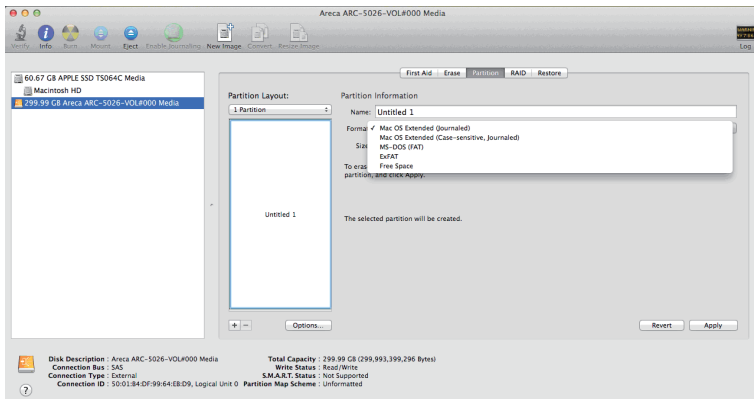 Areca ARC-5026-VOL#000 Media
Verify Info Burn Mount Eject Enable Journaling New Image Convert Resize Image Log
First Aid Erase Partition RAID Restore
60.67 GB APPLE SSD TS064C Media
Macintosh HD
299.99 GB Areca ARC-5026-VOL#000 Media
Partition Layout:
1 Partition
Untitled 1
+ − Options...
Partition Information
Name: Untitled 1
Forma ✓ Mac OS Extended (Journaled)
Mac OS Extended (Case-sensitive, Journaled)
Size MS-DOS (FAT)
ExFAT
Free Space
To eras
partition, and click Apply.
The selected partition will be created.
Revert Apply
Disk Description : Areca ARC-5026-VOL#000 Media Total Capacity : 299.99 GB (299,993,399,296 Bytes)
Connection Bus : SAS Write Status : Read/Write
Connection Type : External S.M.A.R.T. Status : Not Supported
Connection ID : 50:01:B4:DF:99:64:E8:D9, Logical Unit 0 Partition Map Scheme : Unformatted
?